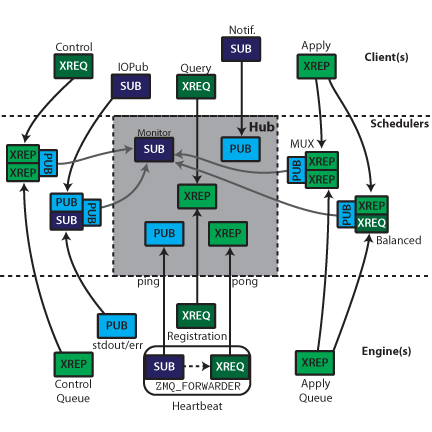 Notif.
SUB
Control
XREQ
IOPub
SUB
Query
XREQ
Apply
XREP
Client(s)
Schedulers
Hub
Monitor
SUB
PUB
MUX
XREP
XREP
PUB
XREP
XREP
PUB
PUB
SUB
PUB
XREP
PUB
XREP
XREQ
Balanced
PUB
XREP
ping
pong
PUB
stdout/err
XREQ
Registration
Engine(s)
XREP
Control
Queue
SUB
XREQ
ZMQ_FORWARDER
Heartbeat
XREP
Apply
Queue